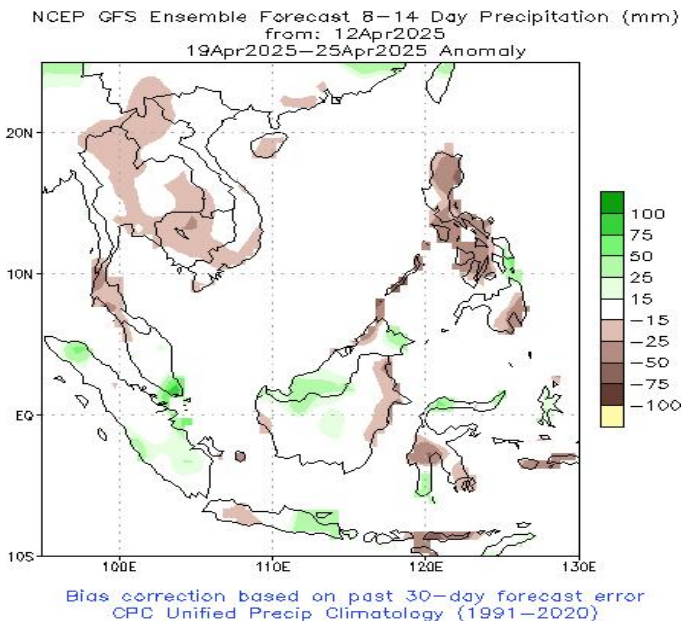 NCEP GFS Ensemble Forecast 8-14 Day Precipitation (mm)
from: 12Apr2025
19Apr2025-25Apr2025 Anomaly
20N
10N
EQ
10S
100E
110E
120E
130E
100
75
50
25
15
-15
-25
-50
-75
-100
Bias correction based on past 30-day forecast error
CPC Unified Precip Climatology (1991-2020)